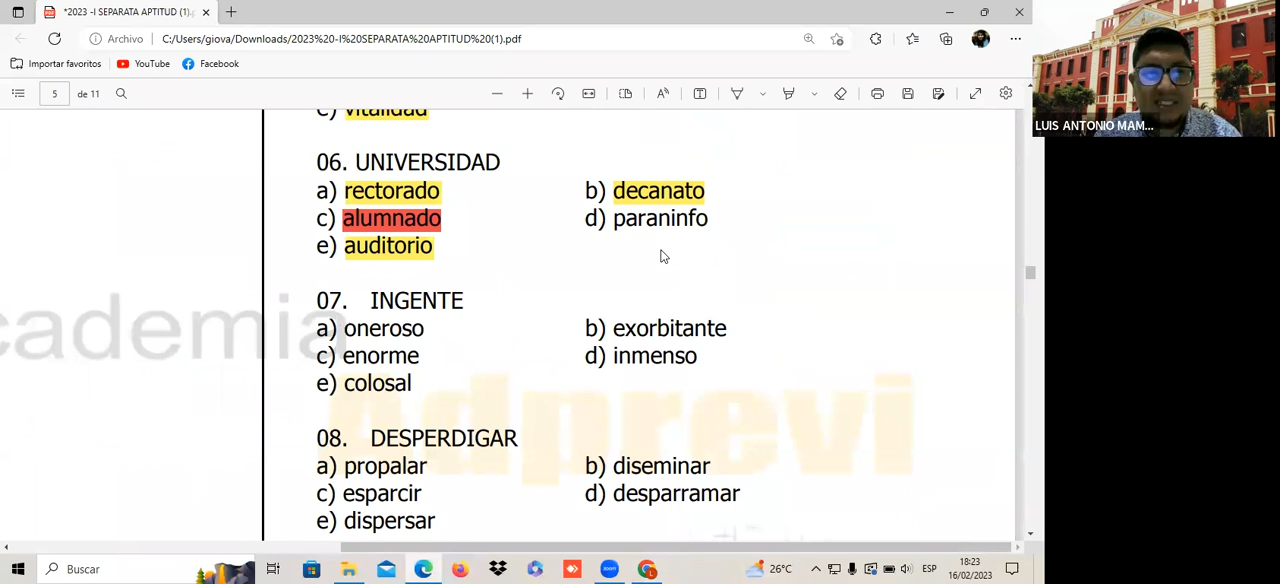 *2023 -I SEPARATA APTITUD (1).p
Archivo C:/Users/giova/Downloads/2023%20-I%20SEPARATA%20APTITUD%20(1).pdf
Importar favoritos YouTube Facebook
5 de 11
LUIS ANTONIO MAM...
e) vitalidad
06. UNIVERSIDAD
a) rectorado b) decanato
c) alumnado d) paraninfo
e) auditorio
07. INGENTE
a) oneroso b) exorbitante
c) enorme d) inmenso
e) colosal
08. DESPERDIGAR
a) propalar b) diseminar
c) esparcir d) desparramar
e) dispersar
cademia
Adprevi
Buscar 26°C ESP 18:23
16/02/2023